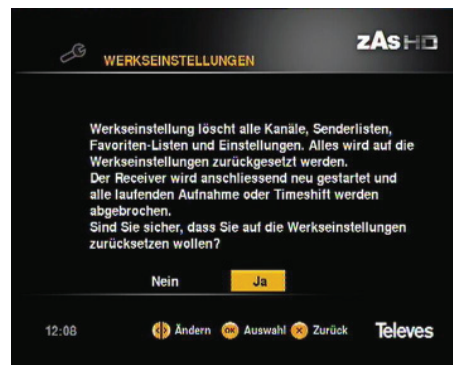 zAs HD
WERKSEINSTELLUNGEN
Werkseinstellung löscht alle Kanäle, Senderlisten,
Favoriten-Listen und Einstellungen. Alles wird auf die
Werkseinstellungen zurückgesetzt werden.
Der Receiver wird anschliessend neu gestartet und
alle laufenden Aufnahme oder Timeshift werden
abgebrochen.
Sind Sie sicher, dass Sie auf die Werkseinstellungen
zurücksetzen wollen?
Nein Ja
12:08 Ändern OK Auswahl Zurück Televes